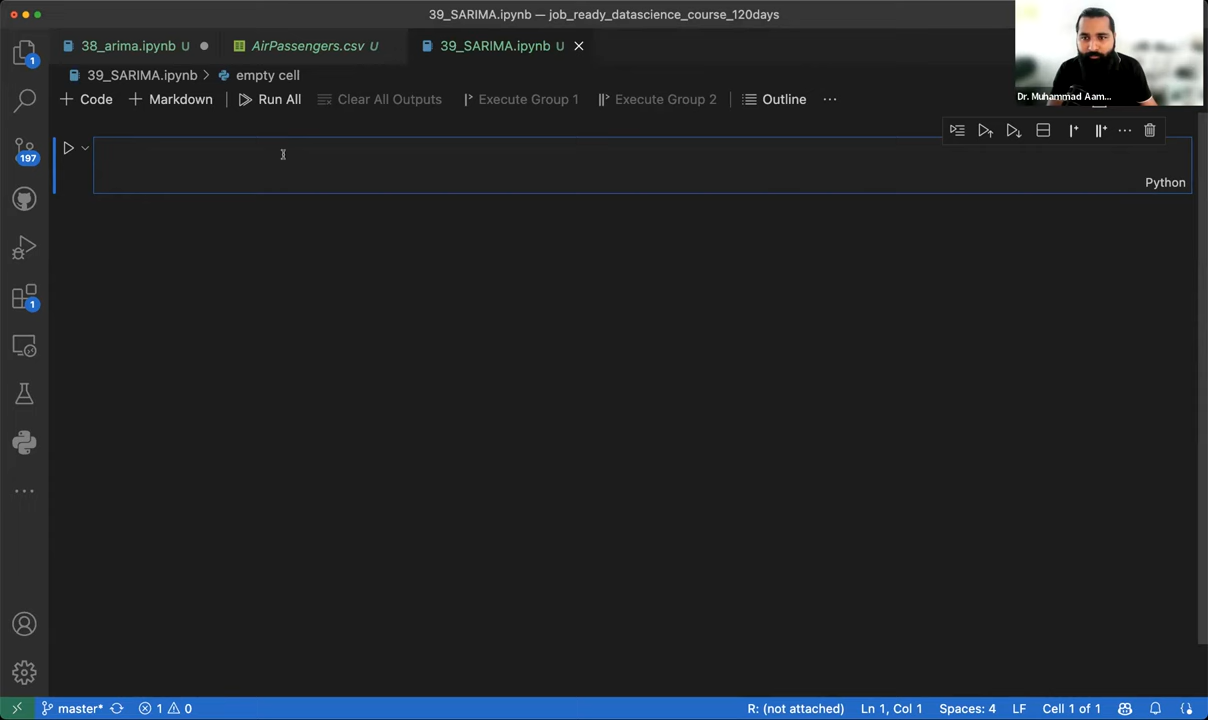 39_SARIMA.ipynb — job_ready_datascience_course_120days
38_arima.ipynb U
AirPassengers.csv U
39_SARIMA.ipynb U
39_SARIMA.ipynb > empty cell
+ Code + Markdown Run All Clear All Outputs Execute Group 1 Execute Group 2 Outline ...
Dr. Muhammad Aam...
Python
1
197
1
master* 1 0 R: (not attached) Ln 1, Col 1 Spaces: 4 LF Cell 1 of 1